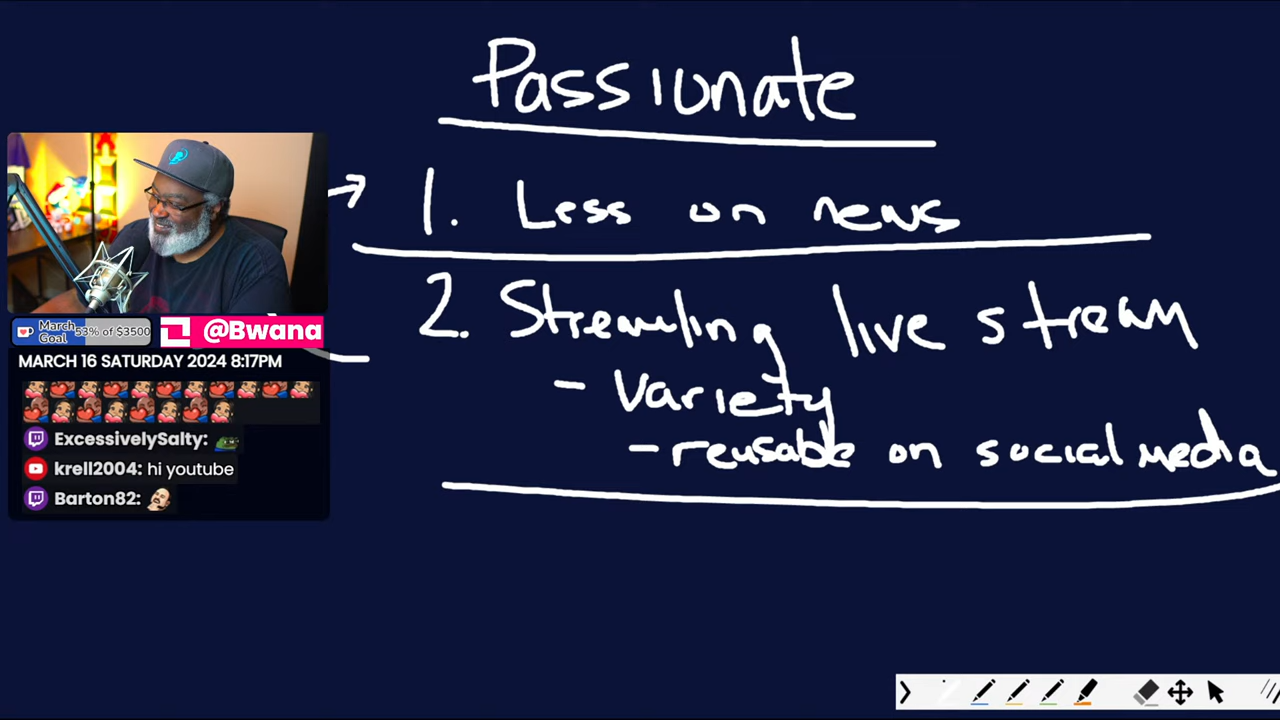 Passionate
1. Less on news
2. Streamling live stream
- Variety
- reusable on social media
March
Goal
53% of $3500
@Bwana
MARCH 16 SATURDAY 2024 8:17PM
ExcessivelySalty:
krell2004: hi youtube
Barton82: